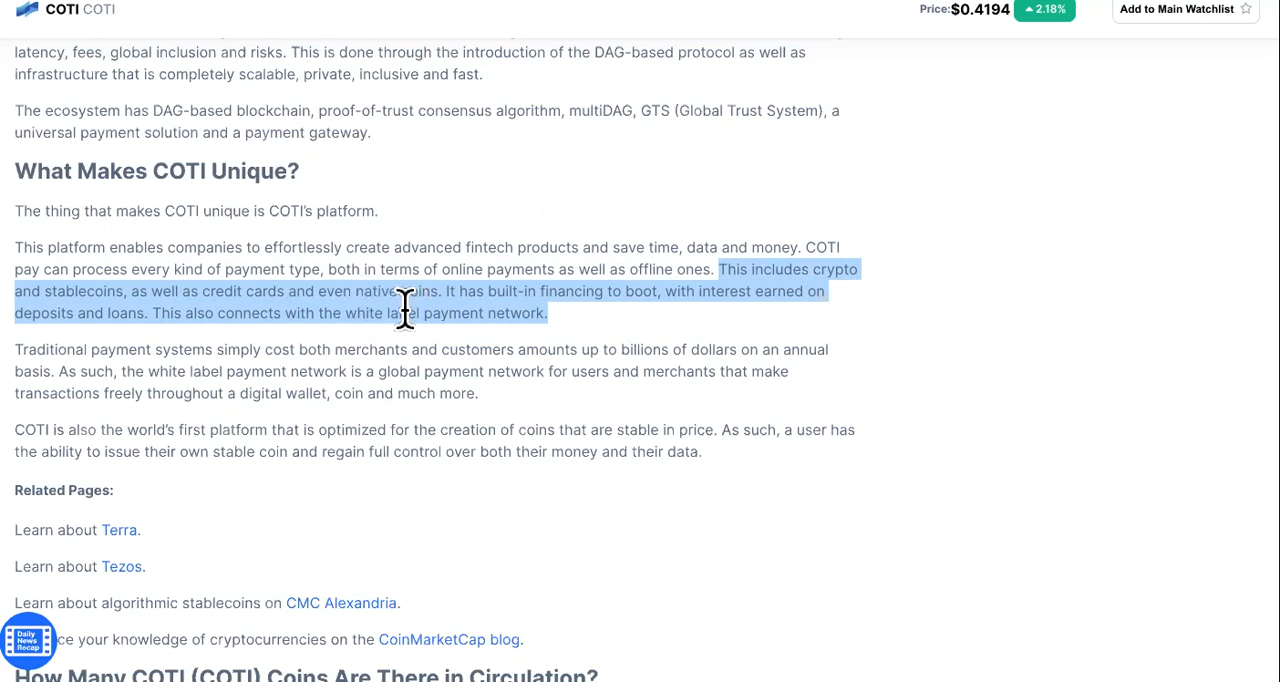 COTI COTI
Price:$0.4194 2.18% Add to Main Watchlist
latency, fees, global inclusion and risks. This is done through the introduction of the DAG-based protocol as well as
infrastructure that is completely scalable, private, inclusive and fast.
The ecosystem has DAG-based blockchain, proof-of-trust consensus algorithm, multiDAG, GTS (Global Trust System), a
universal payment solution and a payment gateway.
What Makes COTI Unique?
The thing that makes COTI unique is COTI's platform.
This platform enables companies to effortlessly create advanced fintech products and save time, data and money. COTI
pay can process every kind of payment type, both in terms of online payments as well as offline ones. This includes crypto
and stablecoins, as well as credit cards and even native coins. It has built-in financing to boot, with interest earned on
deposits and loans. This also connects with the white label payment network.
Traditional payment systems simply cost both merchants and customers amounts up to billions of dollars on an annual
basis. As such, the white label payment network is a global payment network for users and merchants that make
transactions freely throughout a digital wallet, coin and much more.
COTI is also the world's first platform that is optimized for the creation of coins that are stable in price. As such, a user has
the ability to issue their own stable coin and regain full control over both their money and their data.
Related Pages:
Learn about Terra.
Learn about Tezos.
Learn about algorithmic stablecoins on CMC Alexandria.
Daily
News
Recap
your knowledge of cryptocurrencies on the CoinMarketCap blog.
How Many COTI (COTI) Coins Are There in Circulation?